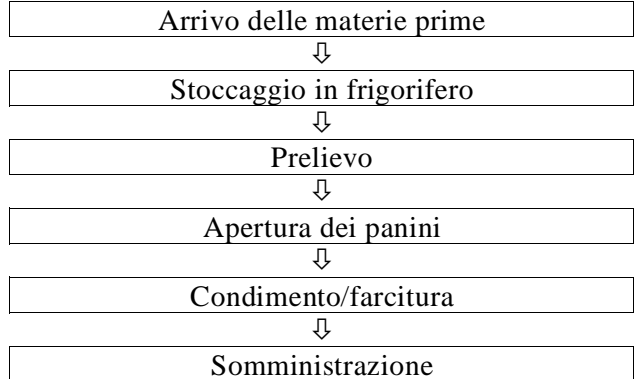 Arrivo delle materie prime
⇩
Stoccaggio in frigorifero
⇩
Prelievo
⇩
Apertura dei panini
⇩
Condimento/farcitura
⇩
Somministrazione